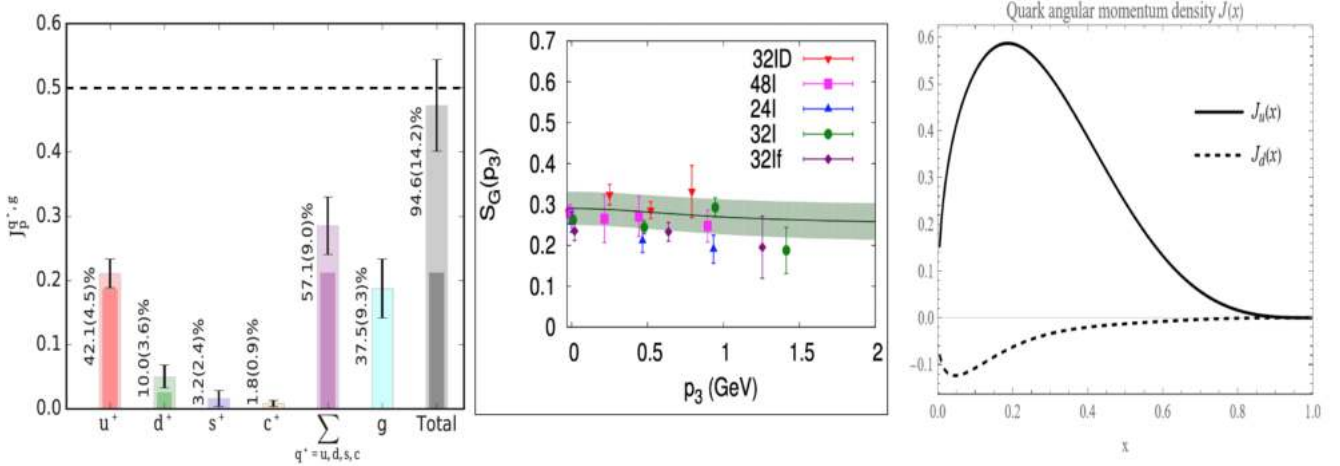 0.6
0.5
0.4
0.3
0.2
0.1
0.0
J_p^{q⁺, g}
42.1(4.5)%
10.0(3.6)%
3.2(2.4)%
1.8(0.9)%
57.1(9.0)%
37.5(9.3)%
94.6(14.2)%
u⁺ d⁺ s⁺ c⁺ ∑ g Total
q⁺ = u, d, s, c
0.7
0.6
0.5
0.4
0.3
0.2
0.1
0
S_G(p₃)
32ID
48I
24I
32I
32If
0 0.5 1 1.5 2
p₃ (GeV)
Quark angular momentum density J(x)
0.6
0.5
0.4
0.3
0.2
0.1
0.0
−0.1
J_u(x)
J_d(x)
0.0 0.2 0.4 0.6 0.8 1.0
x